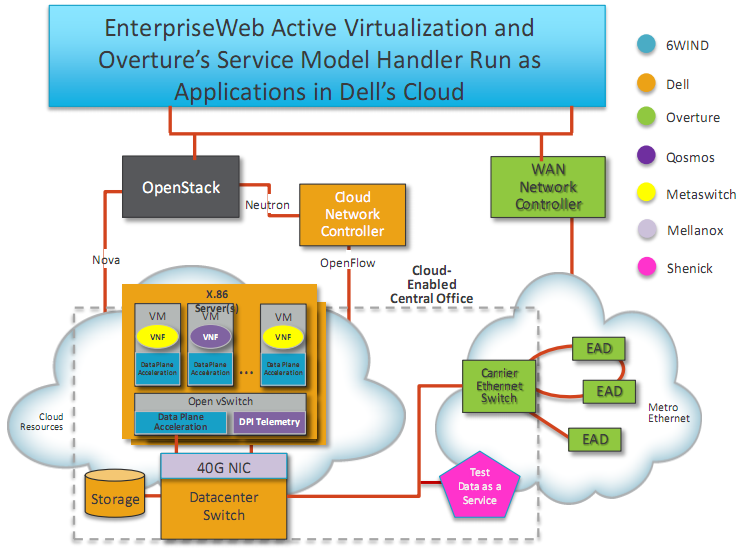 EnterpriseWeb Active Virtualization and
Overture's Service Model Handler Run as
Applications in Dell's Cloud
6WIND
Dell
Overture
Qosmos
Metaswitch
Mellanox
Shenick
OpenStack
Neutron
Cloud
Network
Controller
WAN
Network
Controller
Nova
OpenFlow
Cloud-
Enabled
Central Office
X.86
Server(s)
VM
VNF
DataPlane
Acceleration
VM
VNF
DataPlane
Acceleration
...
VM
VNF
DataPlane
Acceleration
Open vSwitch
Data Plane
Acceleration
DPI Telemetry
Cloud
Resources
40G NIC
Storage
Datacenter
Switch
Carrier
Ethernet
Switch
EAD
EAD
EAD
Metro
Ethernet
Test
Data as a
Service